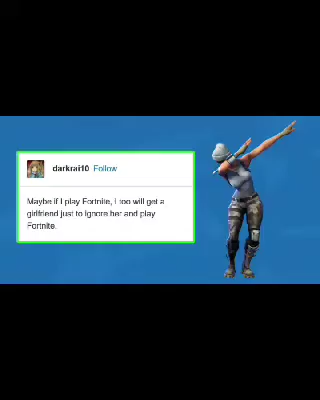 darkrai10 Follow
Maybe if I play Fortnite, I too will get a
girlfriend just to ignore her and play
Fortnite.